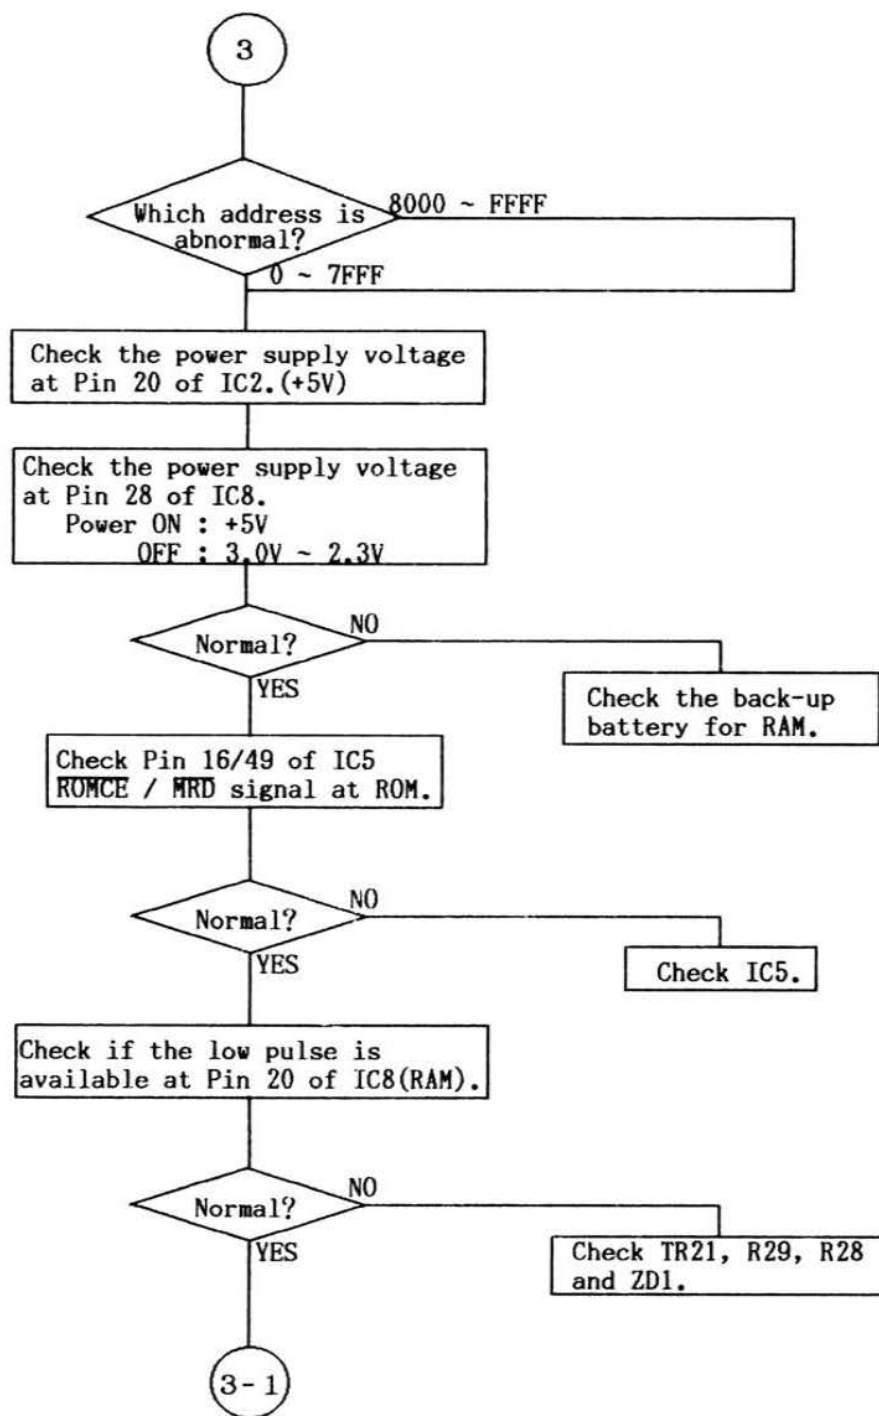 3
Which address is
abnormal?
8000 ~ FFFF
0 ~ 7FFF
Check the power supply voltage
at Pin 20 of IC2.(+5V)
Check the power supply voltage
at Pin 28 of IC8.
Power ON : +5V
OFF : 3.0V ~ 2.3V
Normal?
NO
YES
Check the back-up
battery for RAM.
Check Pin 16/49 of IC5
R̅O̅M̅C̅E̅ / M̅R̅D̅ signal at ROM.
Normal?
NO
YES
Check IC5.
Check if the low pulse is
available at Pin 20 of IC8(RAM).
Normal?
NO
YES
Check TR21, R29, R28
and ZD1.
3-1